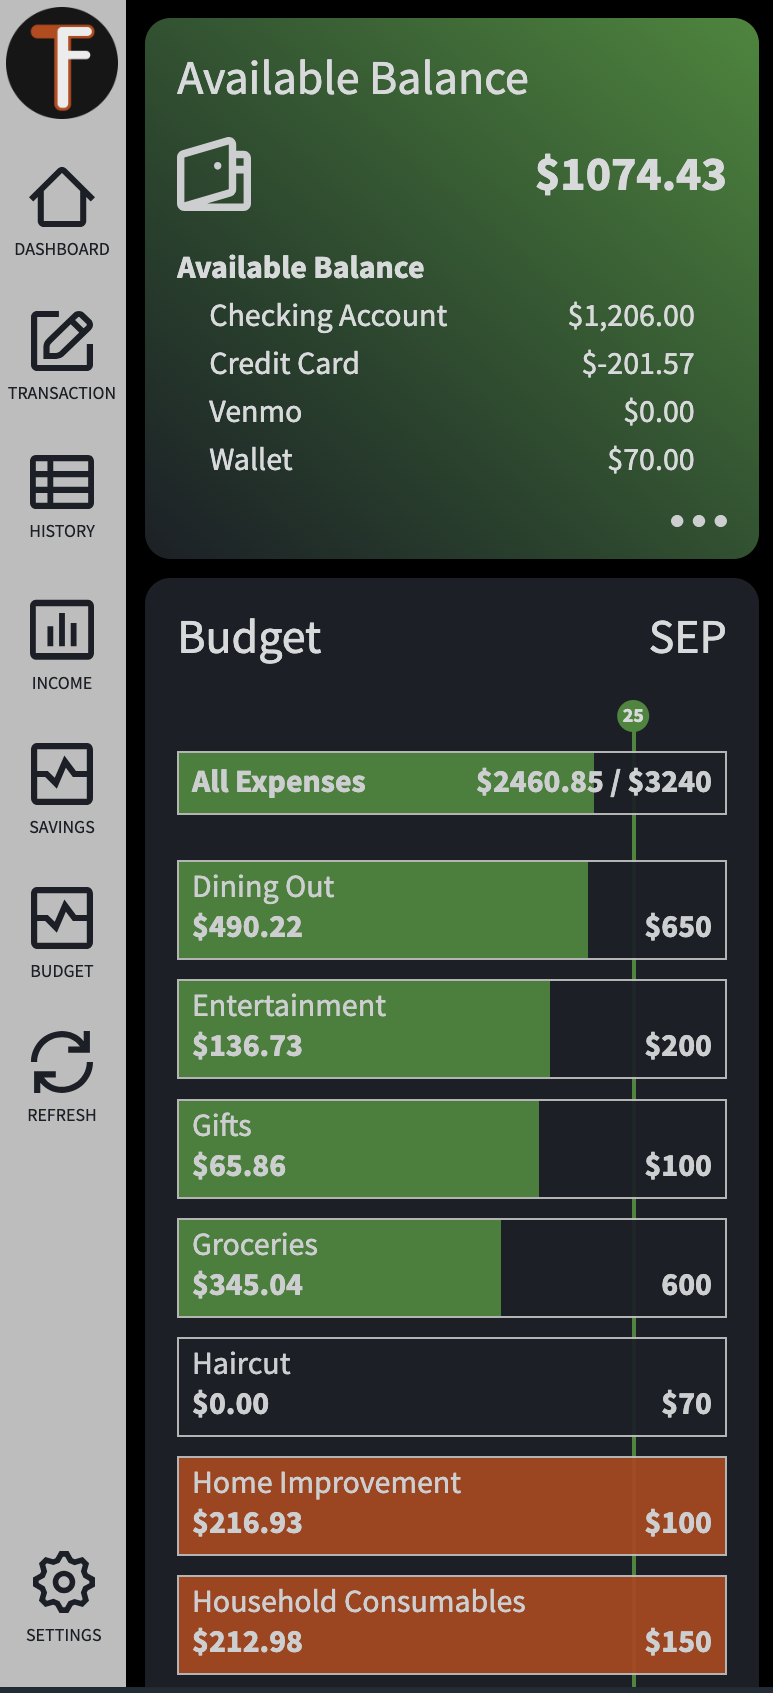 TF
DASHBOARD
TRANSACTION
HISTORY
INCOME
SAVINGS
BUDGET
REFRESH
SETTINGS
Available Balance
$1074.43
Available Balance
Checking Account $1,206.00
Credit Card $-201.57
Venmo $0.00
Wallet $70.00
Budget SEP
25
All Expenses $2460.85 / $3240
Dining Out
$490.22 $650
Entertainment
$136.73 $200
Gifts
$65.86 $100
Groceries
$345.04 600
Haircut
$0.00 $70
Home Improvement
$216.93 $100
Household Consumables
$212.98 $150